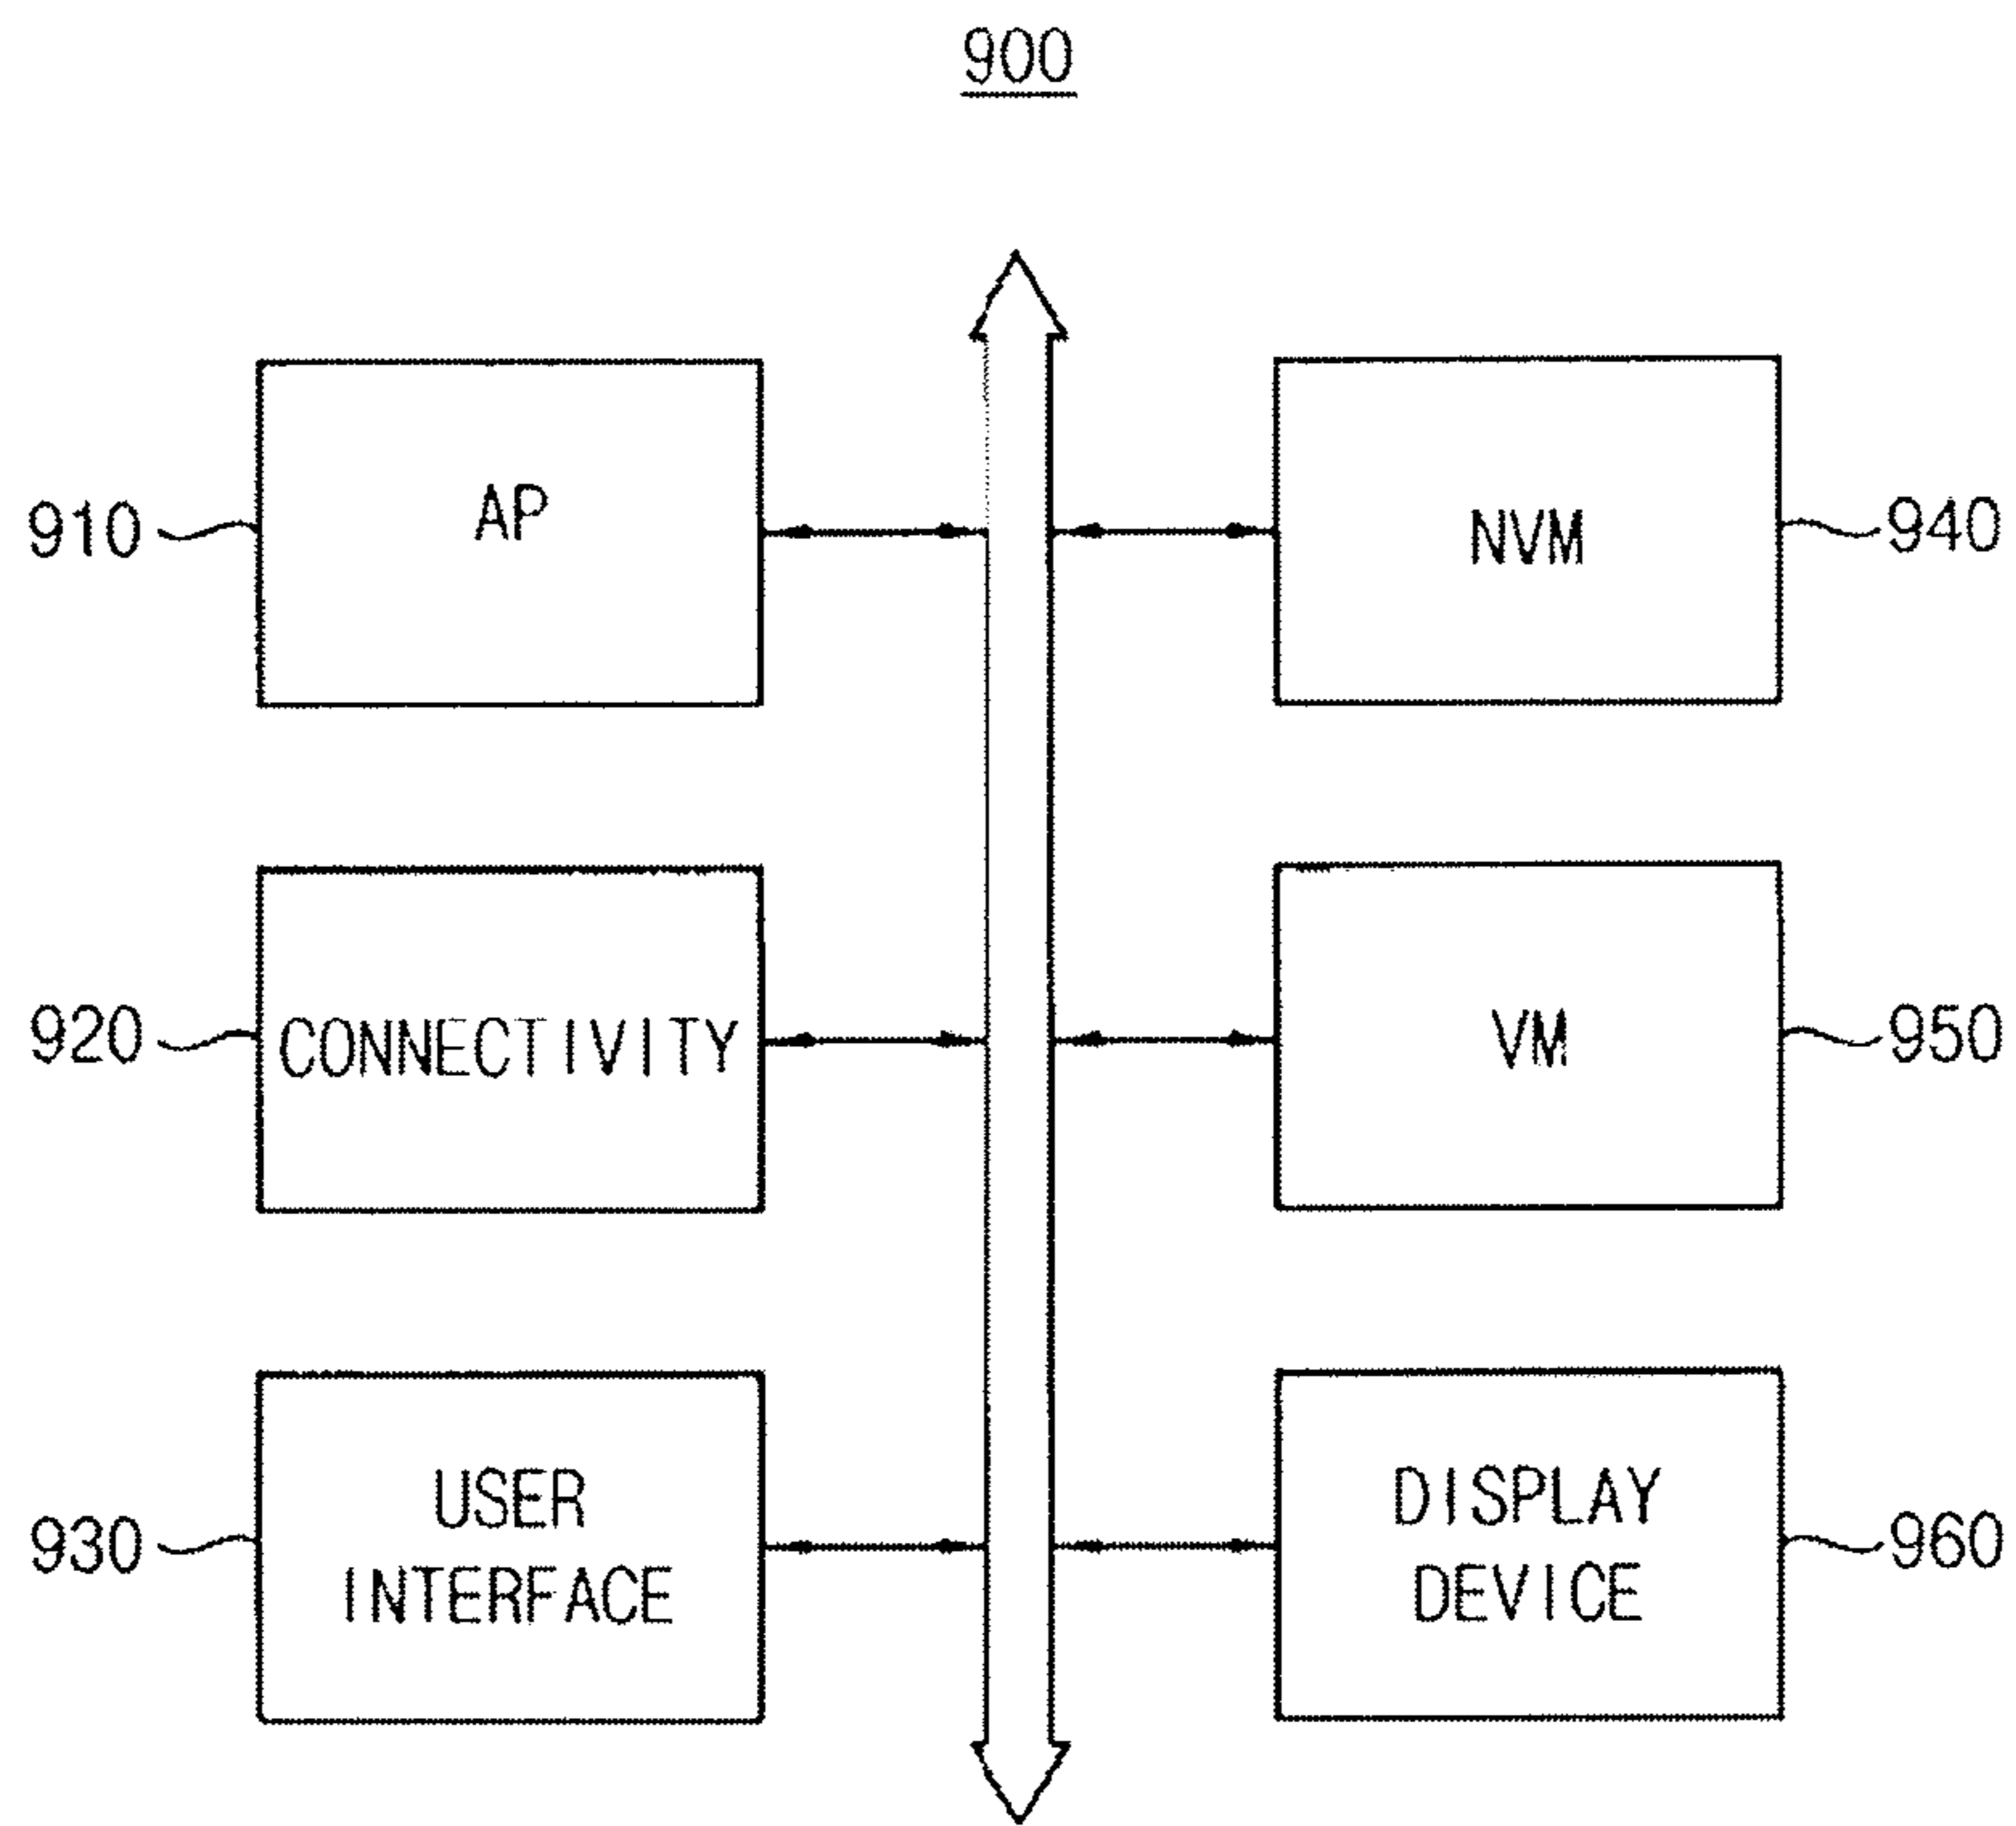 900
910
AP
NVM
940
920
CONNECTIVITY
VM
950
930
USER
INTERFACE
DISPLAY
DEVICE
960